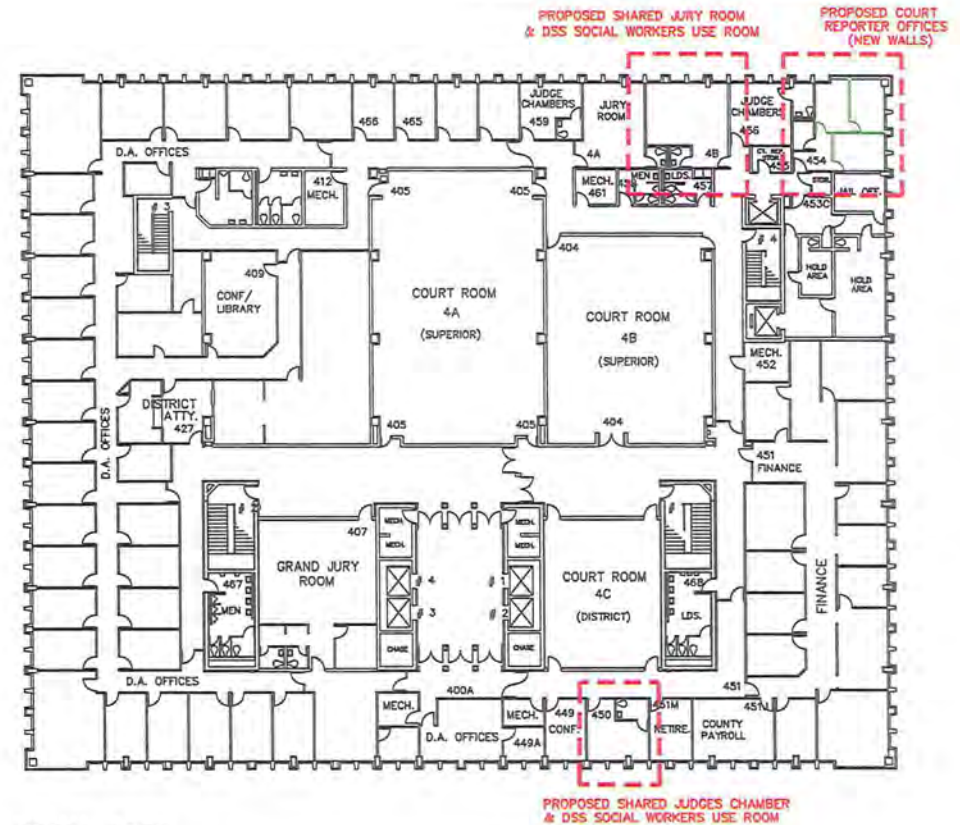 PROPOSED SHARED JURY ROOM
& DSS SOCIAL WORKERS USE ROOM
PROPOSED COURT
REPORTER OFFICES
(NEW WALLS)
D.A. OFFICES
466
465
JUDGE
CHAMBERS
459
JURY
ROOM
4A
4B
JUDGE
CHAMBERS
456
454
STOR.
453C
412
MECH.
MECH.
461
MEN
LDS.
457
405
405
404
# 3
# 4
409
CONF/
LIBRARY
COURT ROOM
4A
(SUPERIOR)
COURT ROOM
4B
(SUPERIOR)
HOLD
AREA
HOLD
AREA
MECH.
452
DISTRICT
ATTY.
427
405
405
404
451
FINANCE
D.A. OFFICES
407
GRAND JURY
ROOM
MECH.
MECH.
MECH.
MECH.
# 4
# 3
# 1
# 2
CHASE
CHASE
COURT ROOM
4C
(DISTRICT)
467
MEN
468
LDS.
FINANCE
D.A. OFFICES
400A
451
MECH.
D.A. OFFICES
MECH.
449A
449
CONF.
450
451M
RETIRE.
COUNTY
PAYROLL
451J
PROPOSED SHARED JUDGES CHAMBER
& DSS SOCIAL WORKERS USE ROOM